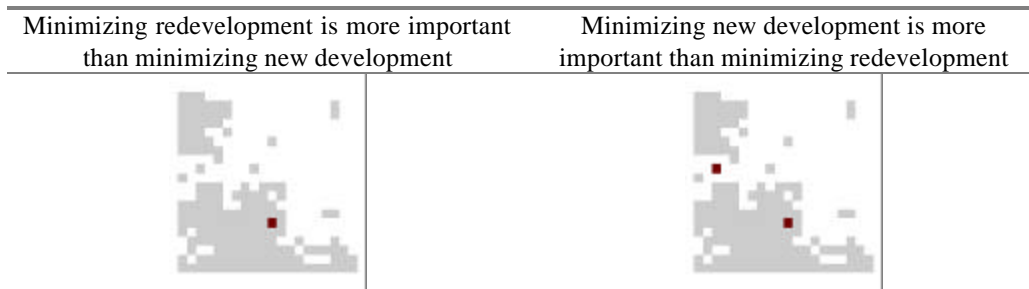 Minimizing redevelopment is more important
than minimizing new development
Minimizing new development is more
important than minimizing redevelopment